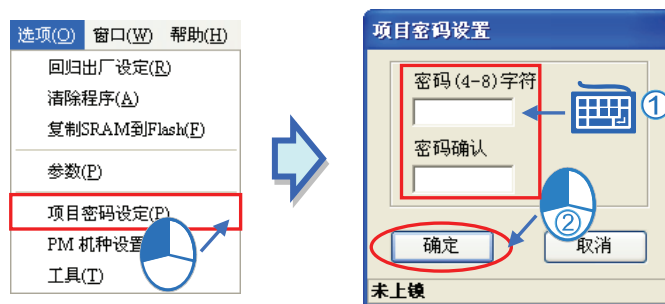 选项(O) 窗口(W) 帮助(H)
回归出厂设定(R)
清除程序(A)
复制SRAM到Flash(F)
参数(P)
项目密码设定(P)
PM 机种设置
工具(T)
项目密码设置
密码(4-8)字符
①
密码确认
②
确定 取消
未上镜